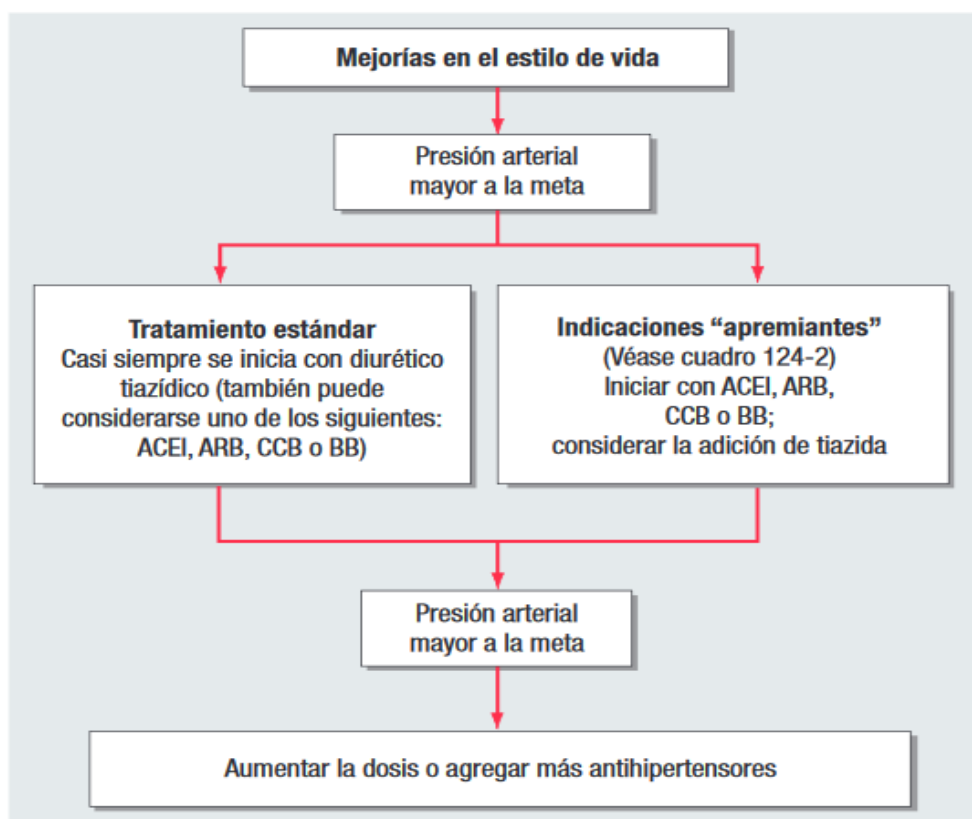 Mejorías en el estilo de vida
Presión arterial
mayor a la meta
Tratamiento estándar
Casi siempre se inicia con diurético
tiazídico (también puede
considerarse uno de los siguientes:
ACEI, ARB, CCB o BB)
Indicaciones “apremiantes”
(Véase cuadro 124-2)
Iniciar con ACEI, ARB,
CCB o BB;
considerar la adición de tiazida
Presión arterial
mayor a la meta
Aumentar la dosis o agregar más antihipertensores